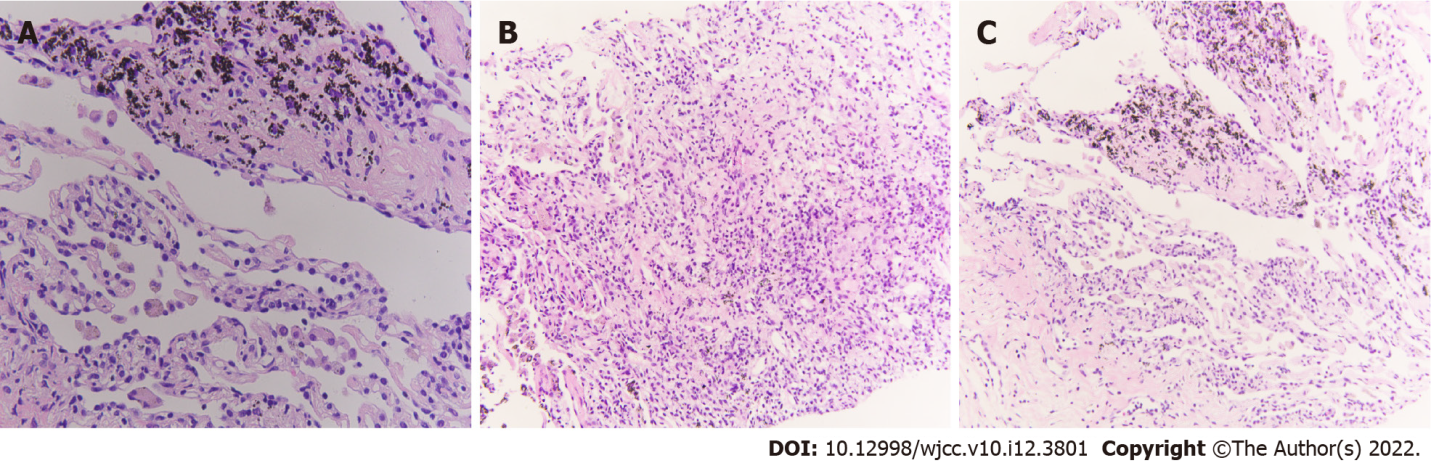 A
B
C
DOI: 10.12998/wjcc.v10.i12.3801 Copyright ©The Author(s) 2022.